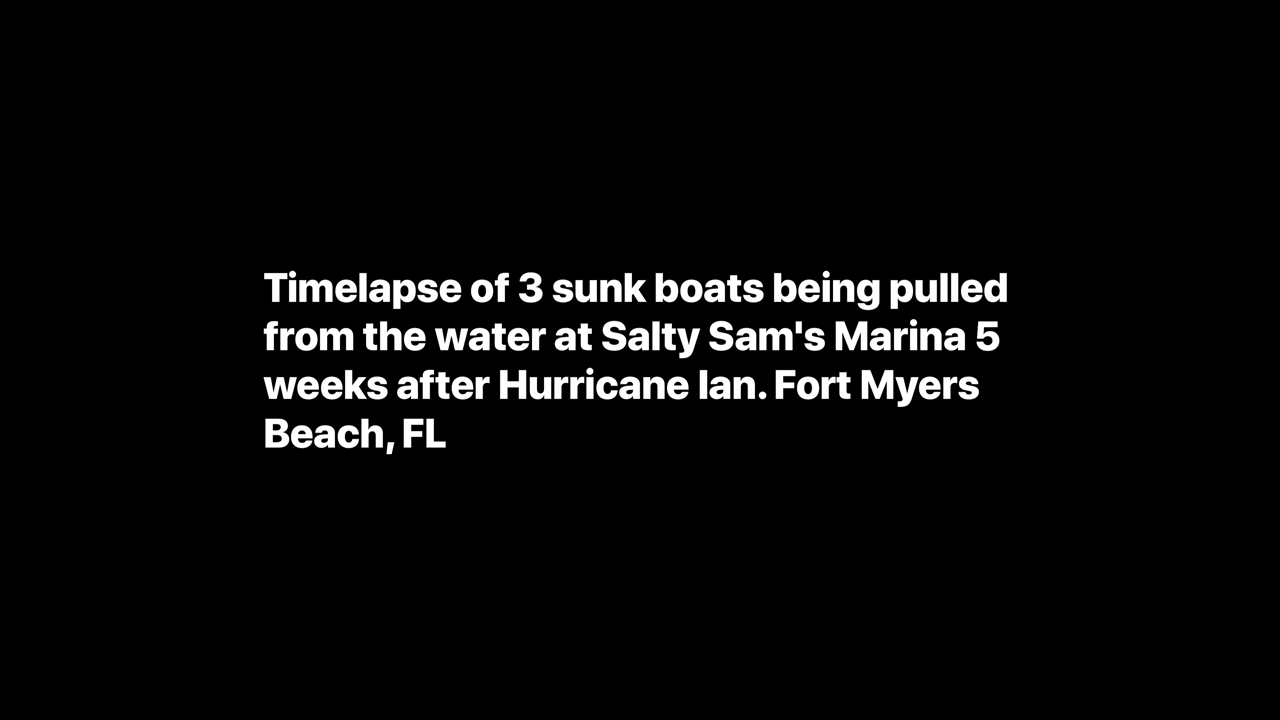 Timelapse of 3 sunk boats being pulled
from the water at Salty Sam's Marina 5
weeks after Hurricane Ian. Fort Myers
Beach, FL